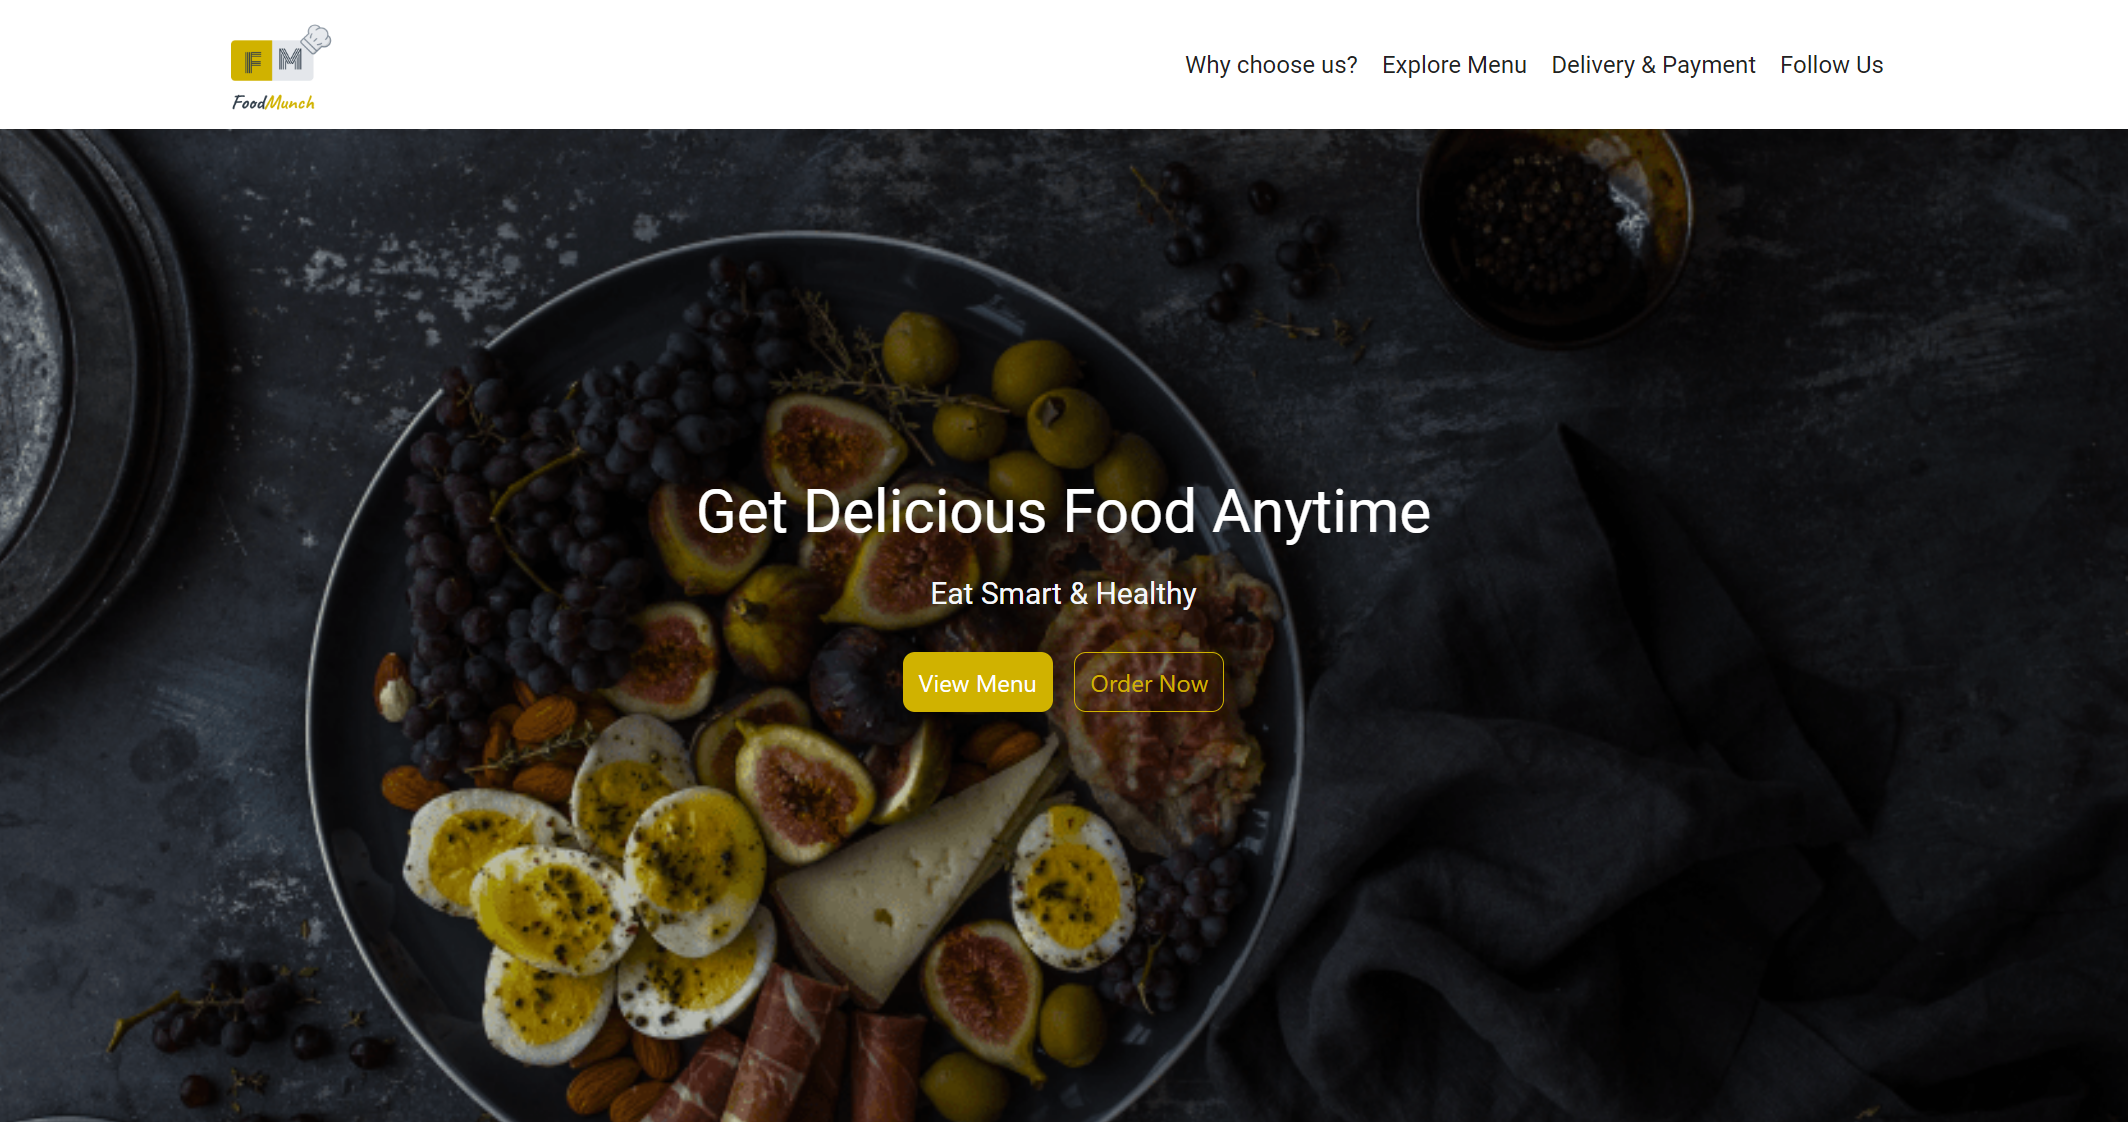 F M
FoodMunch
Why choose us? Explore Menu Delivery & Payment Follow Us
Get Delicious Food Anytime
Eat Smart & Healthy
View Menu Order Now